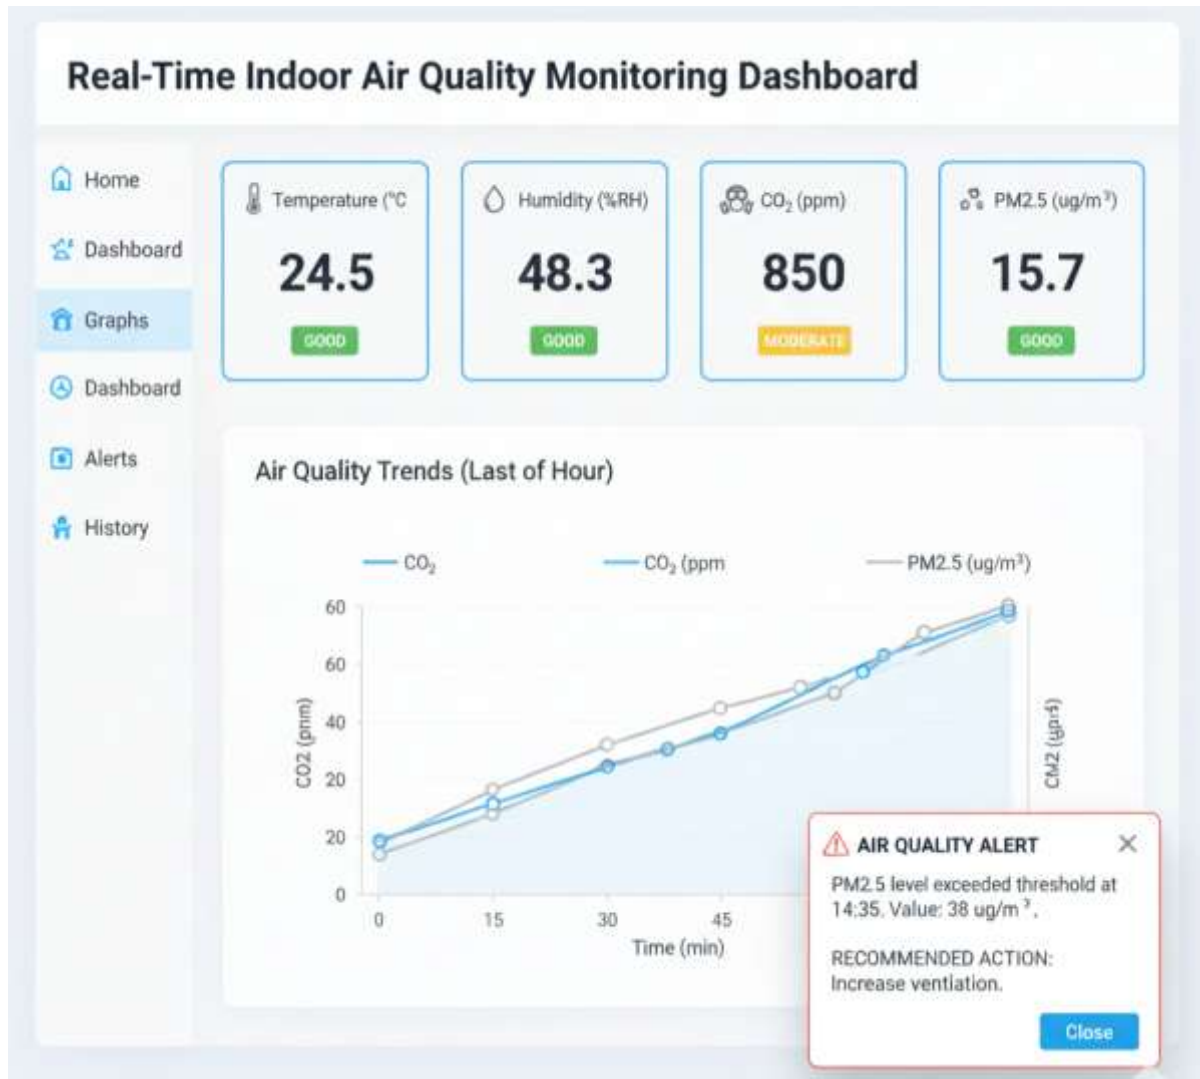 Real-Time Indoor Air Quality Monitoring Dashboard
Home
Dashboard
Graphs
Dashboard
Alerts
History
Temperature (°C
24.5
GOOD
Humidity (%RH)
48.3
GOOD
CO₂ (ppm)
850
MODERATE
PM2.5 (ug/m³)
15.7
GOOD
Air Quality Trends (Last of Hour)
CO₂
CO₂ (ppm
PM2.5 (ug/m³)
60
60
40
20
20
0
CO2 (pnm)
0
15
30
45
Time (min)
AIR QUALITY ALERT
PM2.5 level exceeded threshold at
14:35. Value: 38 ug/m³.
RECOMMENDED ACTION:
Increase ventlation.
Close